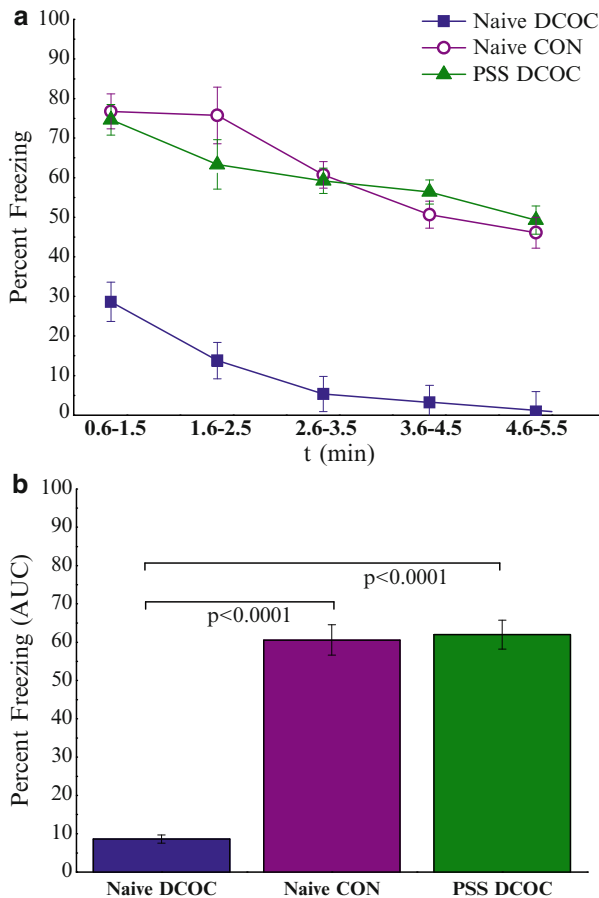 a
Naive DCOC
Naive CON
PSS DCOC
Percent Freezing
100
90
80
70
60
50
40
30
20
10
0
0.6-1.5 1.6-2.5 2.6-3.5 3.6-4.5 4.6-5.5
t (min)
b
Percent Freezing (AUC)
100
90
80
70
60
50
40
30
20
10
0
p<0.0001
p<0.0001
Naive DCOC Naive CON PSS DCOC